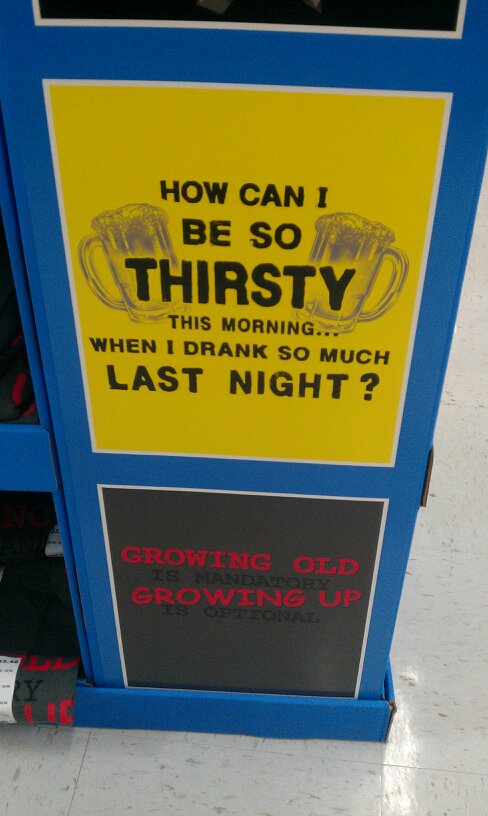 HOW CAN I
BE SO
THIRSTY
THIS MORNING...
WHEN I DRANK SO MUCH
LAST NIGHT?
GROWING OLD
IS MANDATORY
GROWING UP
IS OPTIONAL